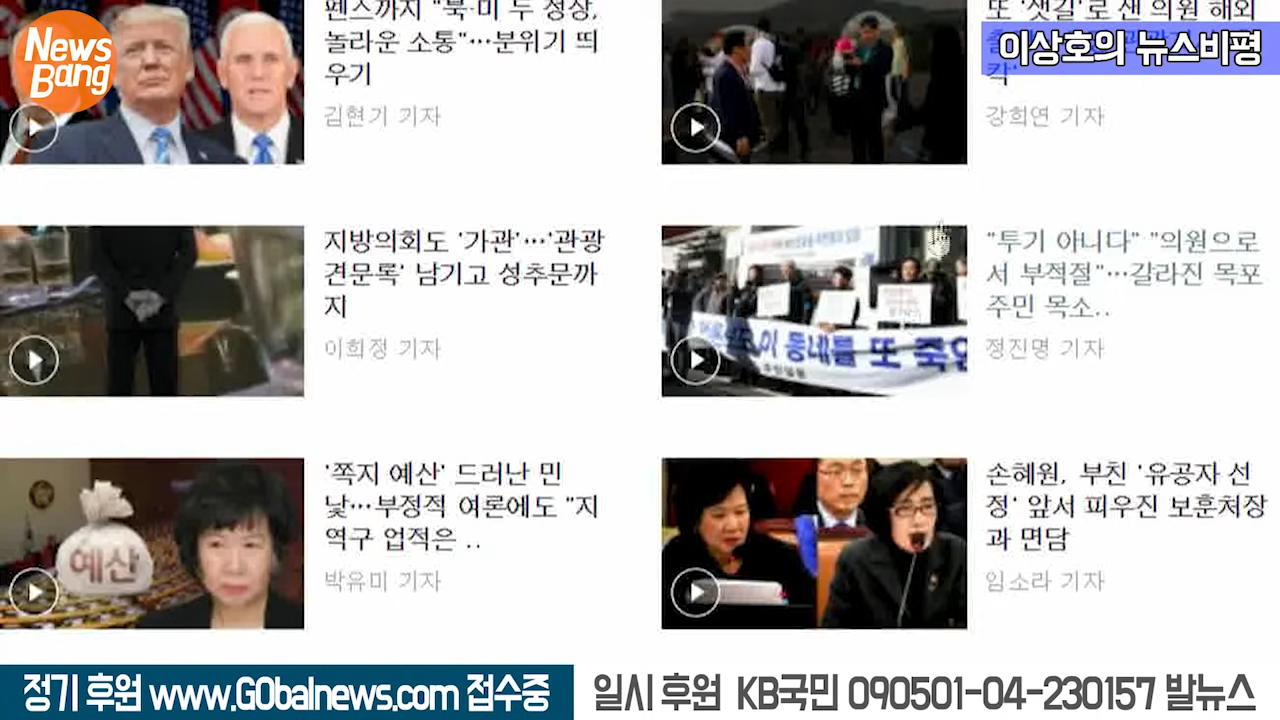 News
Bang
이상호의 뉴스비평
펜스까지 "북·미 두 정상,
놀라운 소통"…분위기 띄
우기
김현기 기자
또 '샛길'로 샌 의원 해외
강희연 기자
지방의회도 '가관'…'관광
견문록' 남기고 성추문까
지
이희정 기자
이 동네를 또 죽
"투기 아니다" "의원으로
서 부적절"…갈라진 목포
주민 목소..
정진명 기자
예산
'쪽지 예산' 드러난 민
낯…부정적 여론에도 "지
역구 업적은 ..
박유미 기자
손혜원, 부친 '유공자 선
정' 앞서 피우진 보훈처장
과 면담
임소라 기자
정기 후원 www.GObalnews.com 접수중
일시 후원 KB국민 090501-04-230157 발뉴스